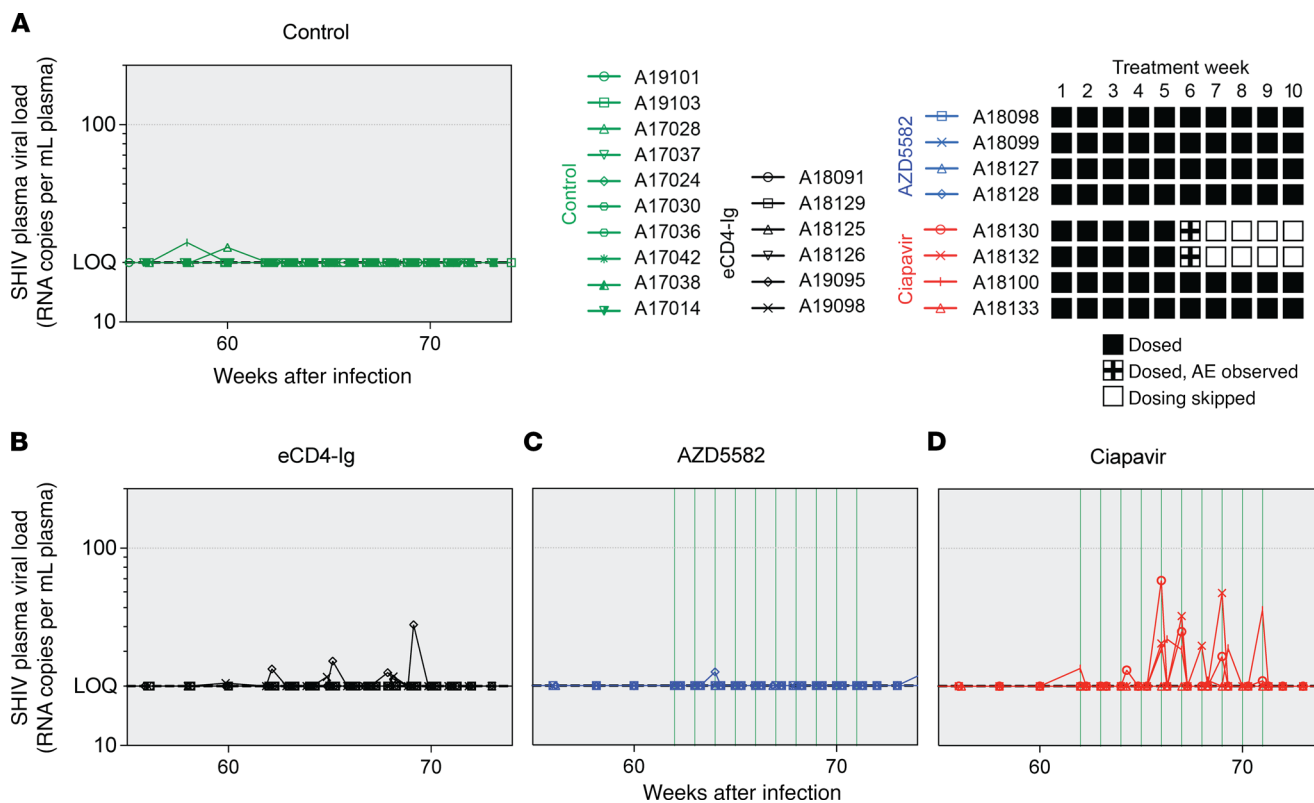 A
Control
SHIV plasma viral load
(RNA copies per mL plasma)
100
LOQ
10
60
70
Weeks after infection
Control
A19101
A19103
A17028
A17037
A17024
A17030
A17036
A17042
A17038
A17014
eCD4-Ig
A18091
A18129
A18125
A18126
A19095
A19098
Treatment week
1 2 3 4 5 6 7 8 9 10
AZD5582
A18098
A18099
A18127
A18128
Ciapavir
A18130
A18132
A18100
A18133
Dosed
Dosed, AE observed
Dosing skipped
B
eCD4-Ig
SHIV plasma viral load
(RNA copies per mL plasma)
100
LOQ
10
60
70
C
AZD5582
60
70
Weeks after infection
D
Ciapavir
60
70